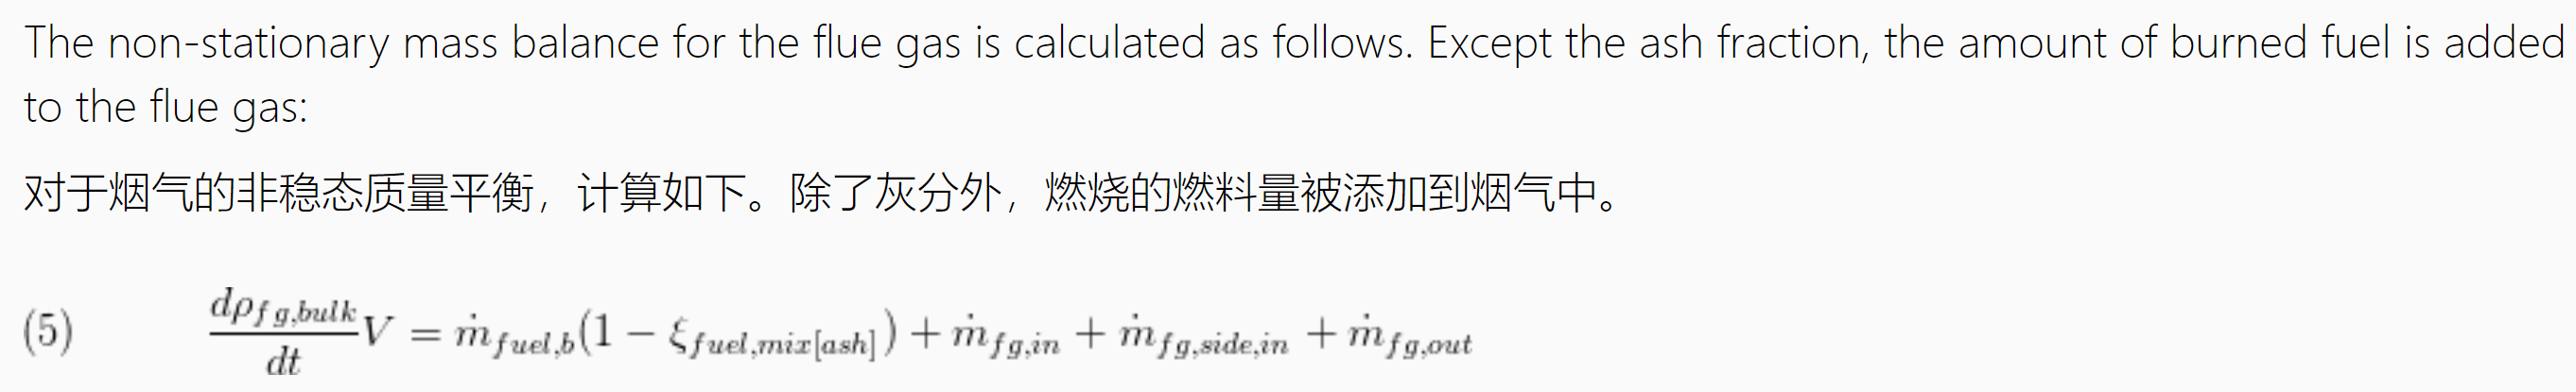 The non-stationary mass balance for the flue gas is calculated as follows. Except the ash fraction, the amount of burned fuel is added
to the flue gas:
对于烟气的非稳态质量平衡，计算如下。除了灰分外，燃烧的燃料量被添加到烟气中。
(5) \frac{d\rho_{fg,bulk}}{dt}V = \dot{m}_{fuel,b}(1 - \xi_{fuel,mix[ash]}) + \dot{m}_{fg,in} + \dot{m}_{fg,side,in} + \dot{m}_{fg,out}